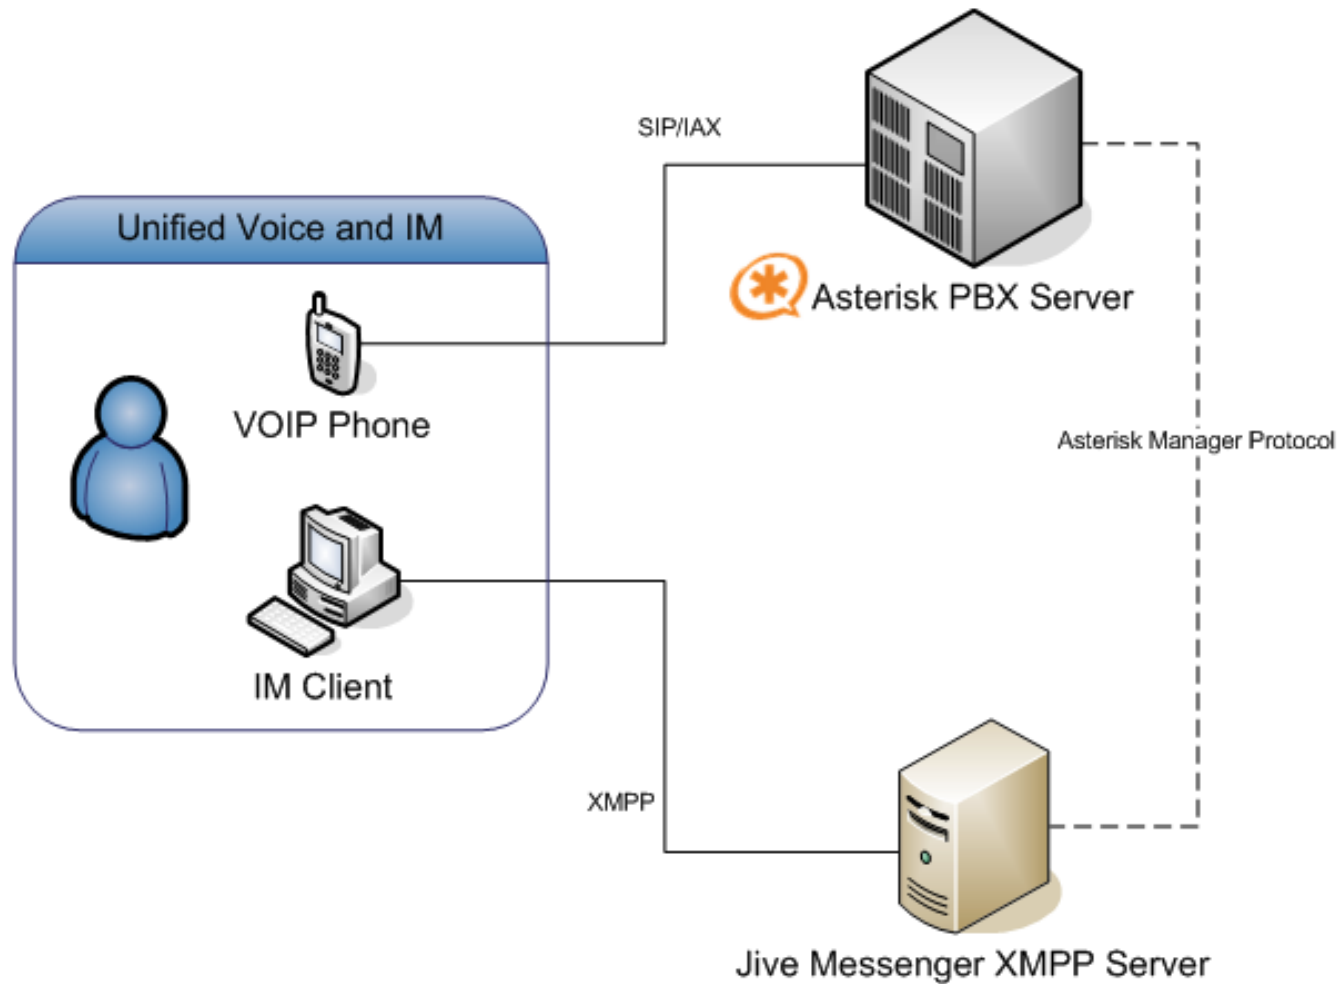 SIP/IAX
Unified Voice and IM
Asterisk PBX Server
VOIP Phone
Asterisk Manager Protocol
IM Client
XMPP
Jive Messenger XMPP Server